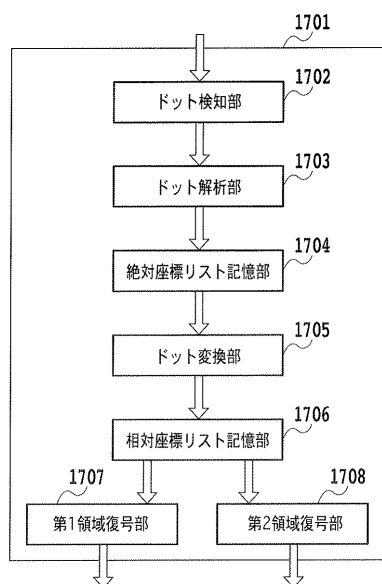 1701
1702
ドット検知部
1703
ドット解析部
1704
絶対座標リスト記憶部
1705
ドット変換部
1706
相対座標リスト記憶部
1707
1708
第1領域復号部
第2領域復号部